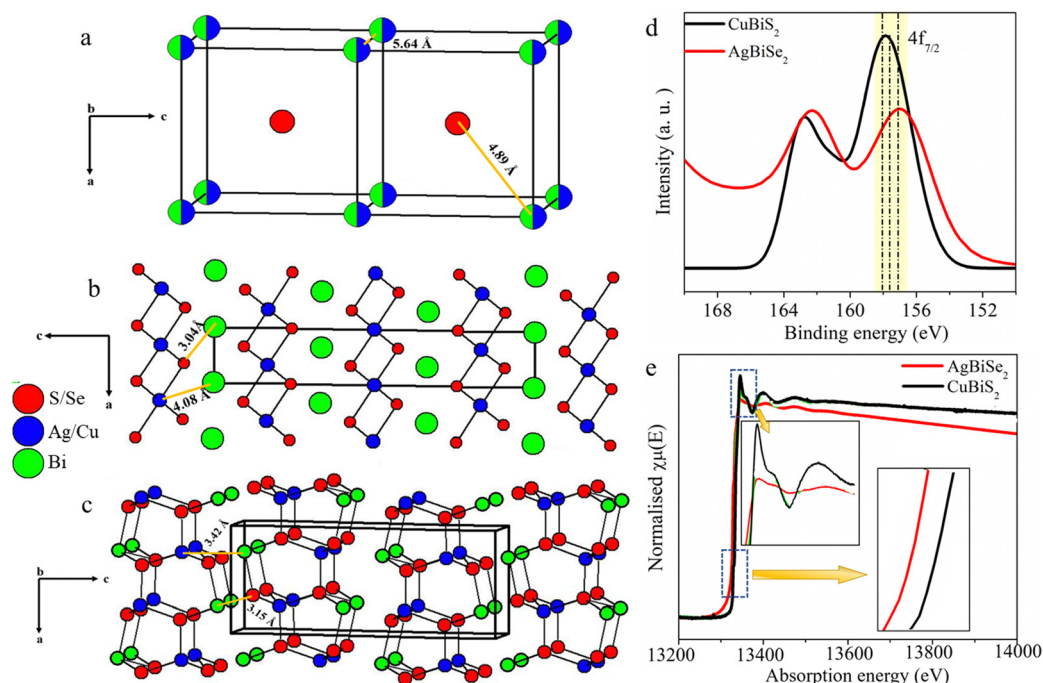 a
5.64 Å
b
c
a
4.89 Å
b
c
a
3.04Å
4.08 Å
S/Se
Ag/Cu
Bi
c
3.42 Å
b
c
a
3.15 Å
d
CuBiS2
AgBiSe2
4f7/2
Intensity (a. u.)
168 164 160 156 152
Binding energy (eV)
e
AgBiSe2
CuBiS2
Normalised χμ(E)
13200 13400 13600 13800 14000
Absorption energy (eV)